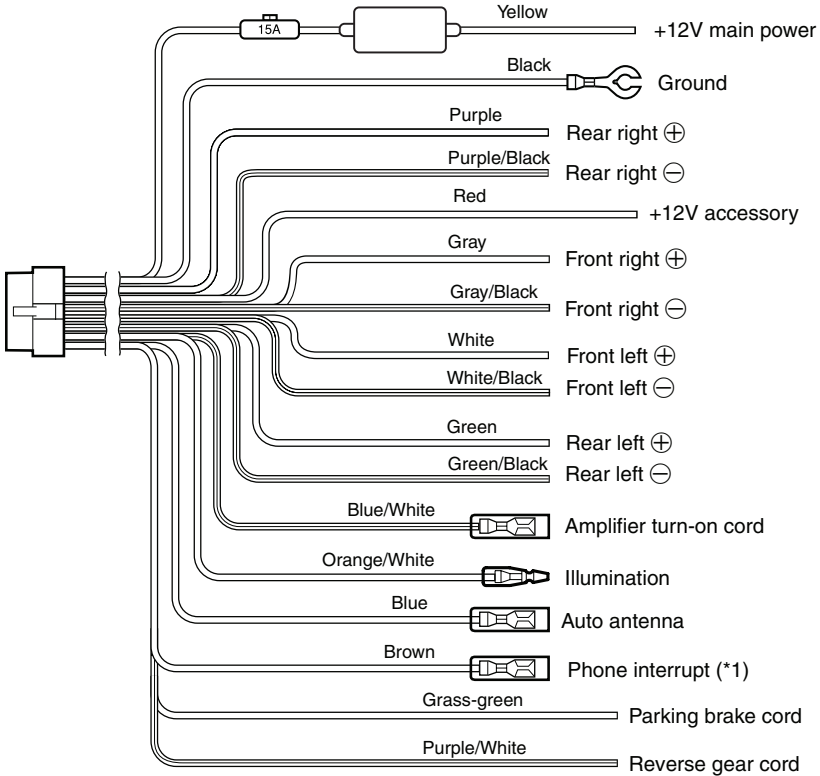 Yellow
15A
+12V main power
Black
Ground
Purple
Rear right ⊕
Purple/Black
Rear right ⊖
Red
+12V accessory
Gray
Front right ⊕
Gray/Black
Front right ⊖
White
Front left ⊕
White/Black
Front left ⊖
Green
Rear left ⊕
Green/Black
Rear left ⊖
Blue/White
Amplifier turn-on cord
Orange/White
Illumination
Blue
Auto antenna
Brown
Phone interrupt (*1)
Grass-green
Parking brake cord
Purple/White
Reverse gear cord